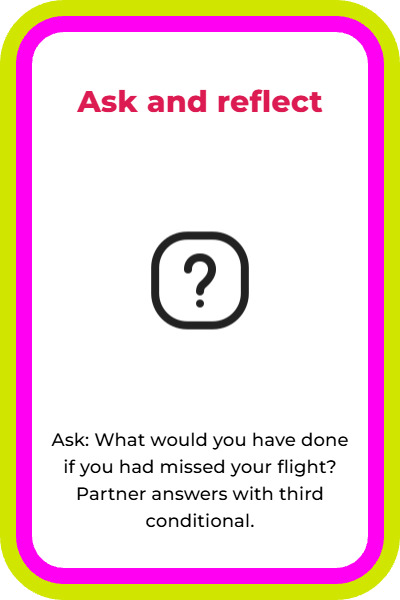 Ask and reflect
?
Ask: What would you have done
if you had missed your flight?
Partner answers with third
conditional.